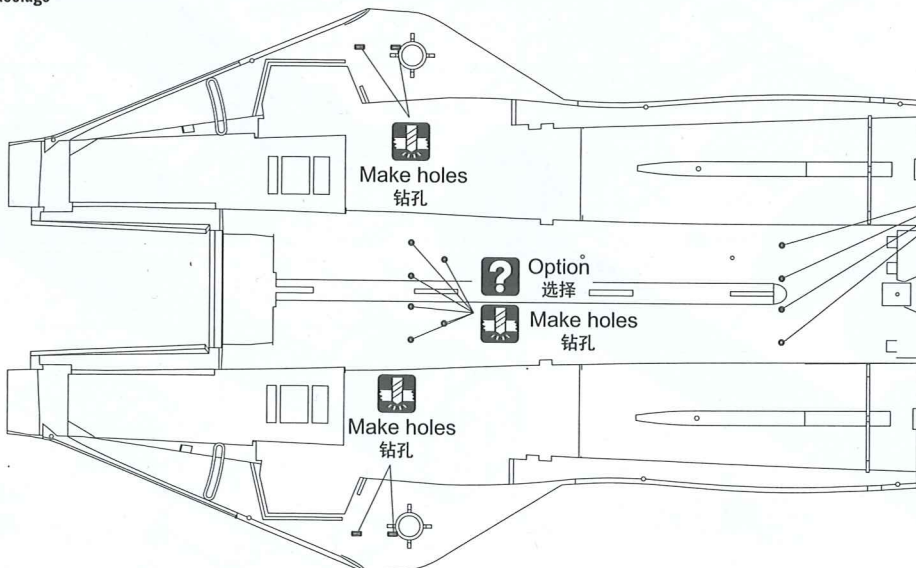 Make holes
钻孔
Option
选择
Make holes
钻孔
Make holes
钻孔